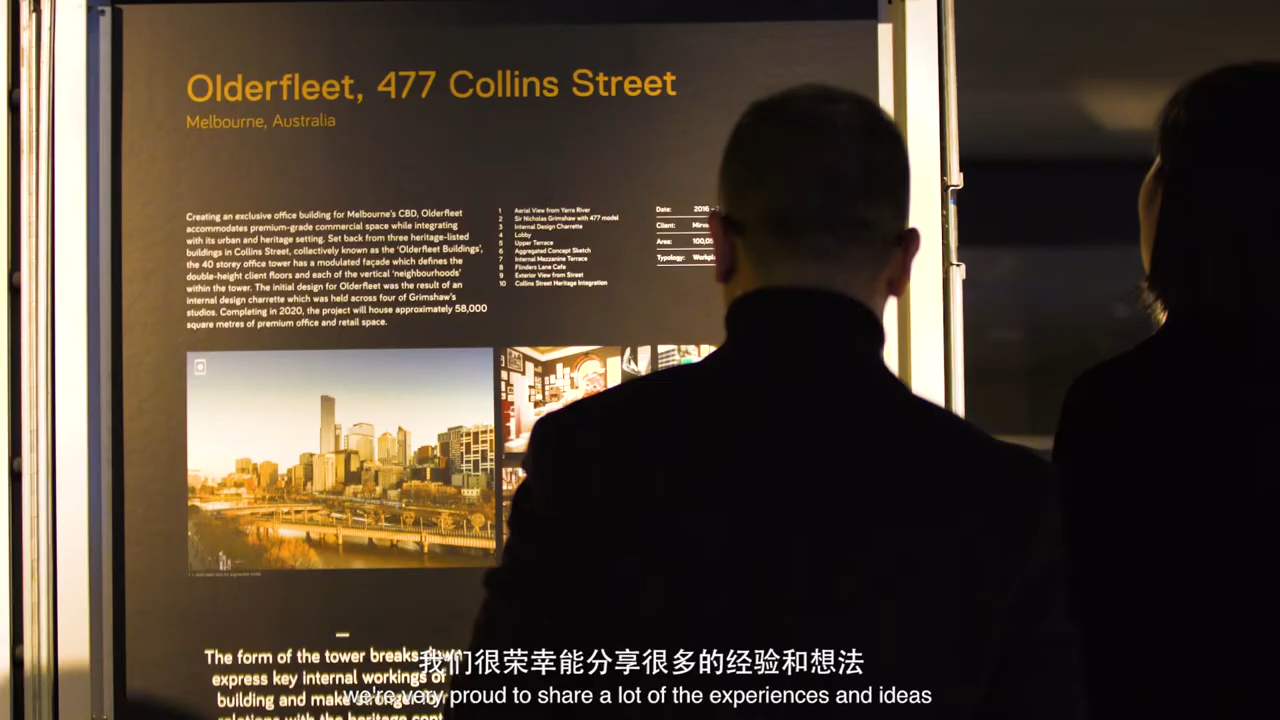 Olderfleet, 477 Collins Street
Melbourne, Australia
Creating an exclusive office building for Melbourne's CBD, Olderfleet
accommodates premium-grade commercial space while integrating
with its urban and heritage setting. Set back from three heritage-listed
buildings in Collins Street, collectively known as the 'Olderfleet Buildings',
the 40 storey office tower has a modulated façade which defines the
double-height client floors and each of the vertical 'neighbourhoods'
within the tower. The initial design for Olderfleet was the result of an
internal design charrette which was held across four of Grimshaw's
studios. Completing in 2020, the project will house approximately 58,000
square metres of premium office and retail space.
1 Aerial View from Yarra River
2 Sir Nicholas Grimshaw with 477 model
3 Internal Design Charrette
4 Lobby
5 Upper Terrace
6 Aggregated Concept Sketch
7 Internal Mezzanine Terrace
8 Flinders Lane Cafe
9 Exterior View from Street
10 Collins Street Heritage Integration
Date: 2016 -
Client:
Area:
Typology:
The form of the tower breaks down
express key internal workings of
building and make stronger
relations with the heritage
我们很荣幸能分享很多的经验和想法
we're very proud to share a lot of the experiences and ideas